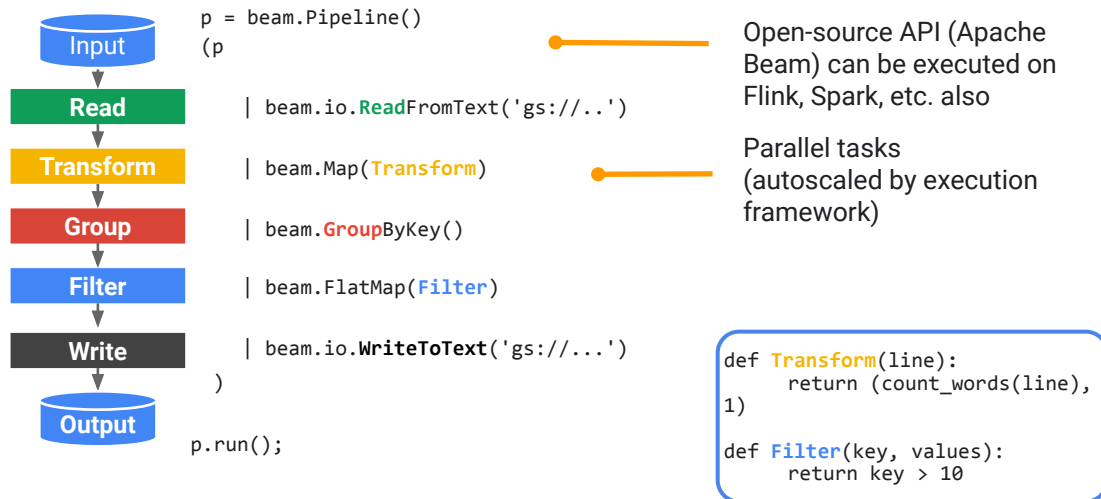 Input
Read
Transform
Group
Filter
Write
Output
p = beam.Pipeline()
(p
| beam.io.ReadFromText('gs://..')
| beam.Map(Transform)
| beam.GroupByKey()
| beam.FlatMap(Filter)
| beam.io.WriteToText('gs://...')
)
p.run();
Open-source API (Apache
Beam) can be executed on
Flink, Spark, etc. also
Parallel tasks
(autoscaled by execution
framework)
def Transform(line):
return (count_words(line),
1)
def Filter(key, values):
return key > 10